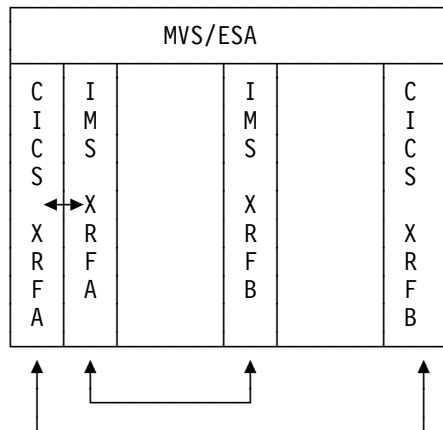 MVS/ESA
CICS XRFA
IMS XRFA
IMS XRFB
CICS XRFB